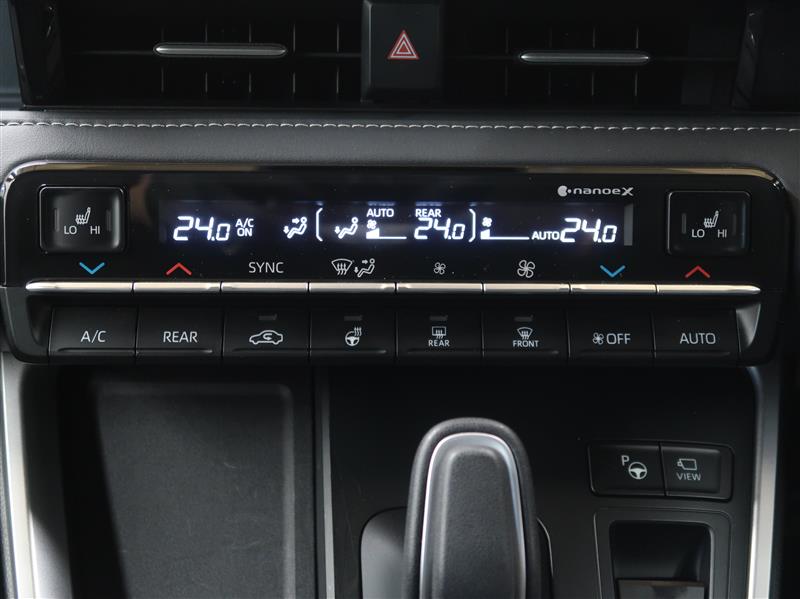 nanoeX
LO HI
24.0 A/C ON
AUTO
REAR
24.0
AUTO 24.0
LO HI
SYNC
A/C
REAR
REAR
FRONT
OFF
AUTO
P
VIEW